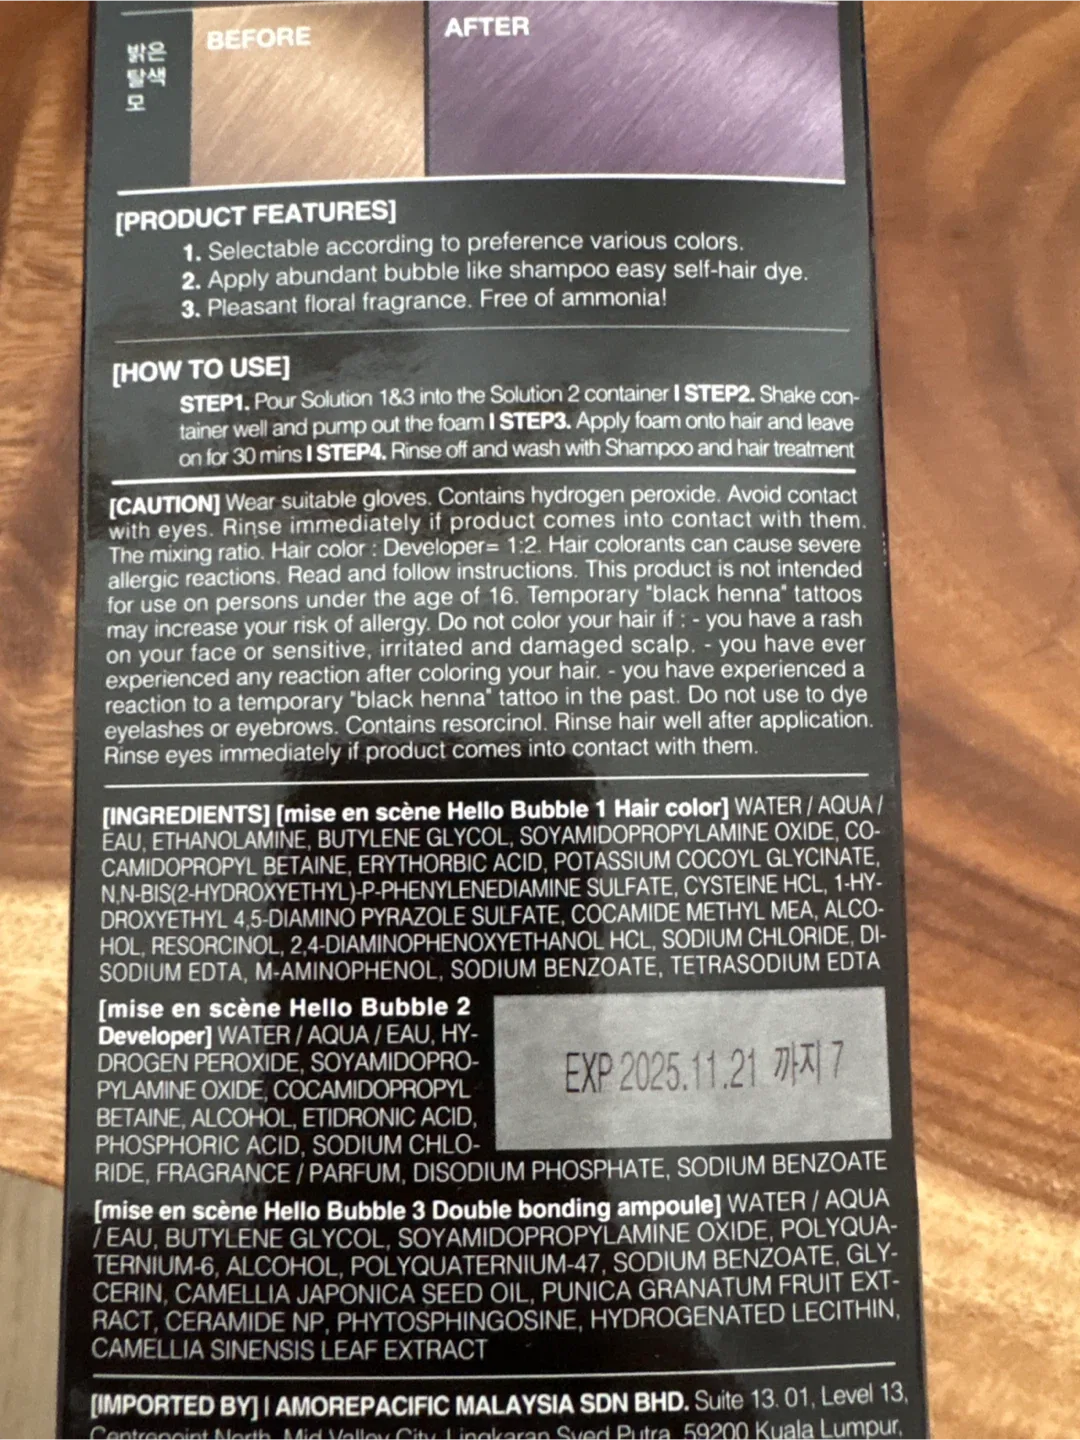 밝은
탈색
모
BEFORE
AFTER
[PRODUCT FEATURES]
1. Selectable according to preference various colors.
2. Apply abundant bubble like shampoo easy self-hair dye.
3. Pleasant floral fragrance. Free of ammonia!
[HOW TO USE]
STEP1. Pour Solution 1&3 into the Solution 2 container | STEP2. Shake con-
tainer well and pump out the foam | STEP3. Apply foam onto hair and leave
on for 30 mins | STEP4. Rinse off and wash with Shampoo and hair treatment
[CAUTION] Wear suitable gloves. Contains hydrogen peroxide. Avoid contact
with eyes. Rinse immediately if product comes into contact with them.
The mixing ratio. Hair color : Developer= 1:2. Hair colorants can cause severe
allergic reactions. Read and follow instructions. This product is not intended
for use on persons under the age of 16. Temporary "black henna" tattoos
may increase your risk of allergy. Do not color your hair if : - you have a rash
on your face or sensitive, irritated and damaged scalp. - you have ever
experienced any reaction after coloring your hair. - you have experienced a
reaction to a temporary "black henna" tattoo in the past. Do not use to dye
eyelashes or eyebrows. Contains resorcinol. Rinse hair well after application.
Rinse eyes immediately if product comes into contact with them.
[INGREDIENTS] [mise en scène Hello Bubble 1 Hair color] WATER / AQUA /
EAU, ETHANOLAMINE, BUTYLENE GLYCOL, SOYAMIDOPROPYLAMINE OXIDE, CO-
CAMIDOPROPYL BETAINE, ERYTHORBIC ACID, POTASSIUM COCOYL GLYCINATE,
N,N-BIS(2-HYDROXYETHYL)-P-PHENYLENEDIAMINE SULFATE, CYSTEINE HCL, 1-HY-
DROXYETHYL 4,5-DIAMINO PYRAZOLE SULFATE, COCAMIDE METHYL MEA, ALCO-
HOL, RESORCINOL, 2,4-DIAMINOPHENOXYETHANOL HCL, SODIUM CHLORIDE, DI-
SODIUM EDTA, M-AMINOPHENOL, SODIUM BENZOATE, TETRASODIUM EDTA
[mise en scène Hello Bubble 2
Developer] WATER / AQUA / EAU, HY-
DROGEN PEROXIDE, SOYAMIDOPRO-
PYLAMINE OXIDE, COCAMIDOPROPYL
BETAINE, ALCOHOL, ETIDRONIC ACID,
PHOSPHORIC ACID, SODIUM CHLO-
RIDE, FRAGRANCE / PARFUM, DISODIUM PHOSPHATE, SODIUM BENZOATE
EXP 2025.11.21 까지 7
[mise en scène Hello Bubble 3 Double bonding ampoule] WATER / AQUA
/ EAU, BUTYLENE GLYCOL, SOYAMIDOPROPYLAMINE OXIDE, POLYQUA-
TERNIUM-6, ALCOHOL, POLYQUATERNIUM-47, SODIUM BENZOATE, GLY-
CERIN, CAMELLIA JAPONICA SEED OIL, PUNICA GRANATUM FRUIT EXT-
RACT, CERAMIDE NP, PHYTOSPHINGOSINE, HYDROGENATED LECITHIN,
CAMELLIA SINENSIS LEAF EXTRACT
[IMPORTED BY] | AMOREPACIFIC MALAYSIA SDN BHD. Suite 13. 01, Level 13,
Centrepoint North, Mid Valley City, Lingkaran Syed Putra, 59200 Kuala Lumpur,